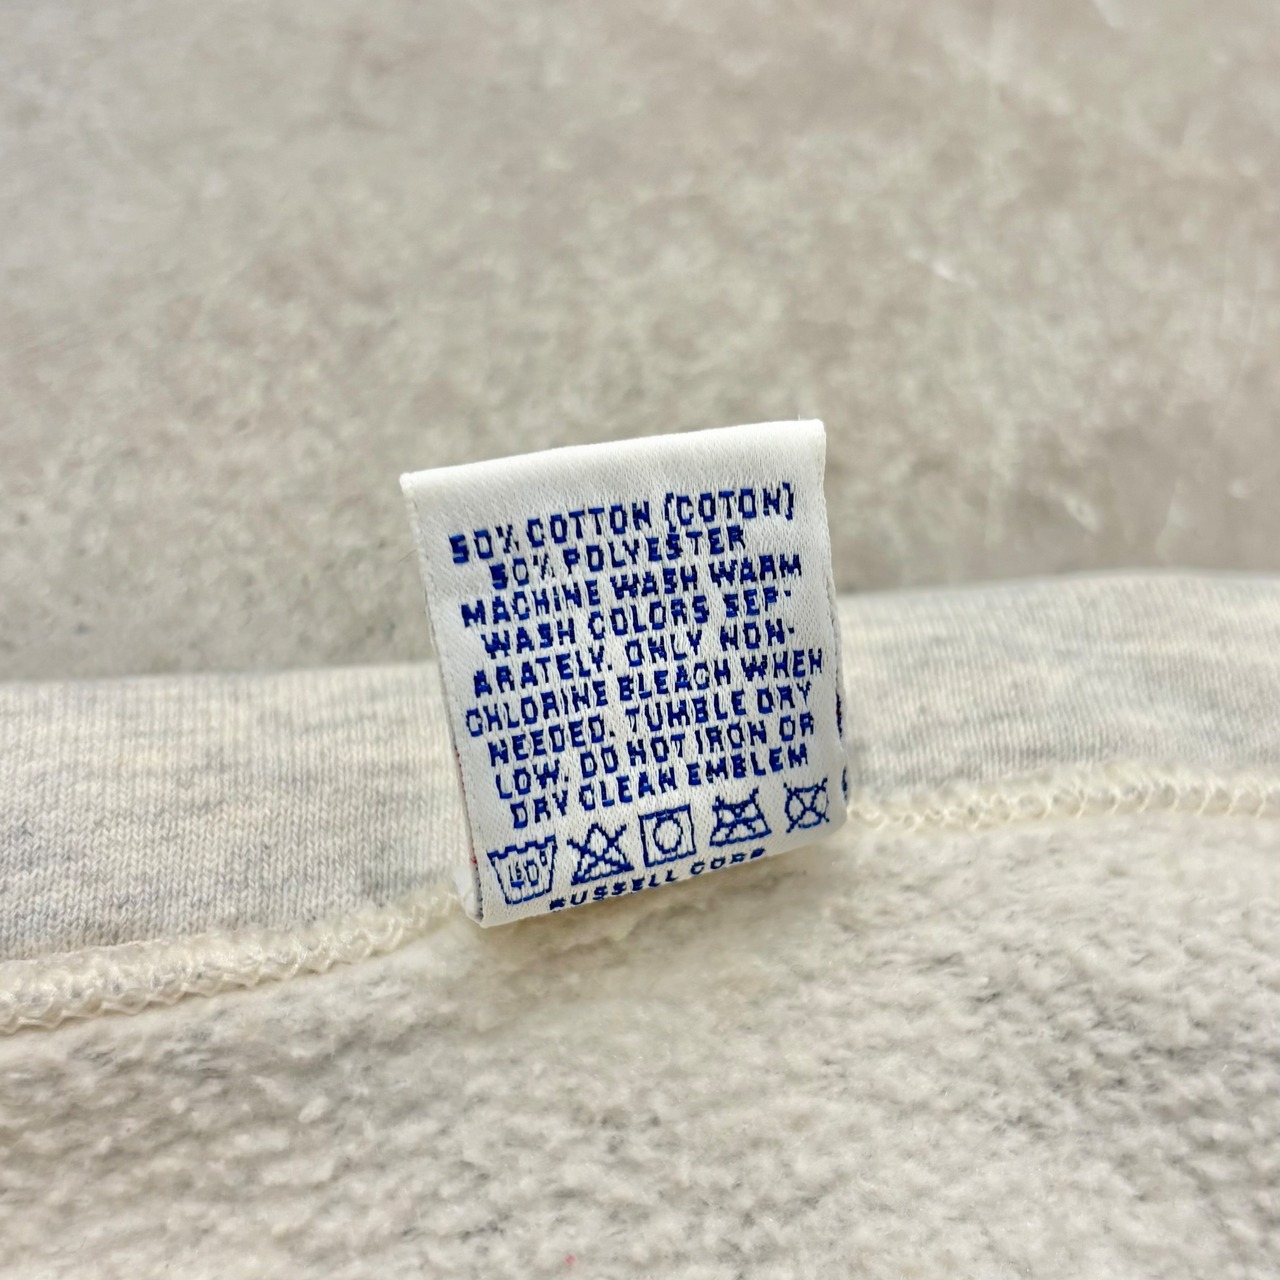 50% COTTON (COTON)
50% POLYESTER
MACHINE WASH WARM
WASH COLORS SEP-
ARATELY. ONLY NON-
CHLORINE BLEACH WHEN
NEEDED. TUMBLE DRY
LOW. DO NOT IRON OR
DRY CLEAN EMBLEM
40°
RUSSELL CORP